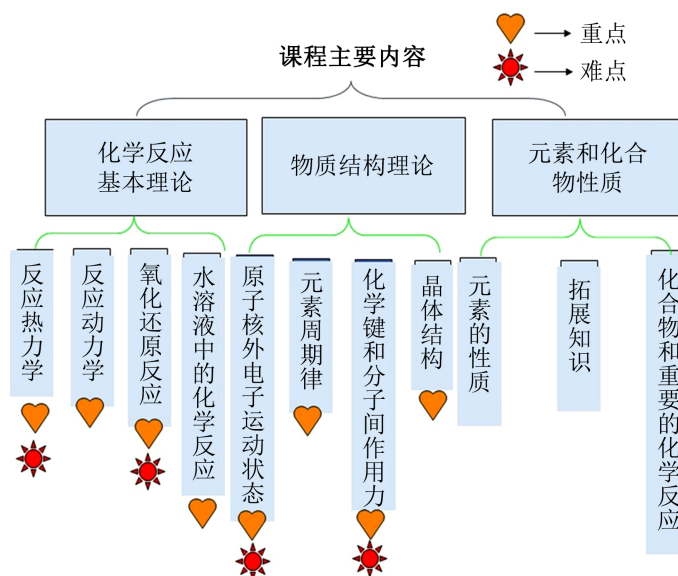 重点
课程主要内容
难点
化学反应
基本理论
物质结构理论
元素和化合
物性质
反应热力学
反应动力学
氧化还原反应
水溶液中的化学反应
原子核外电子运动状态
元素周期律
化学键和分子间作用力
晶体结构
元素的性质
拓展知识
化合物和重要的化学反应